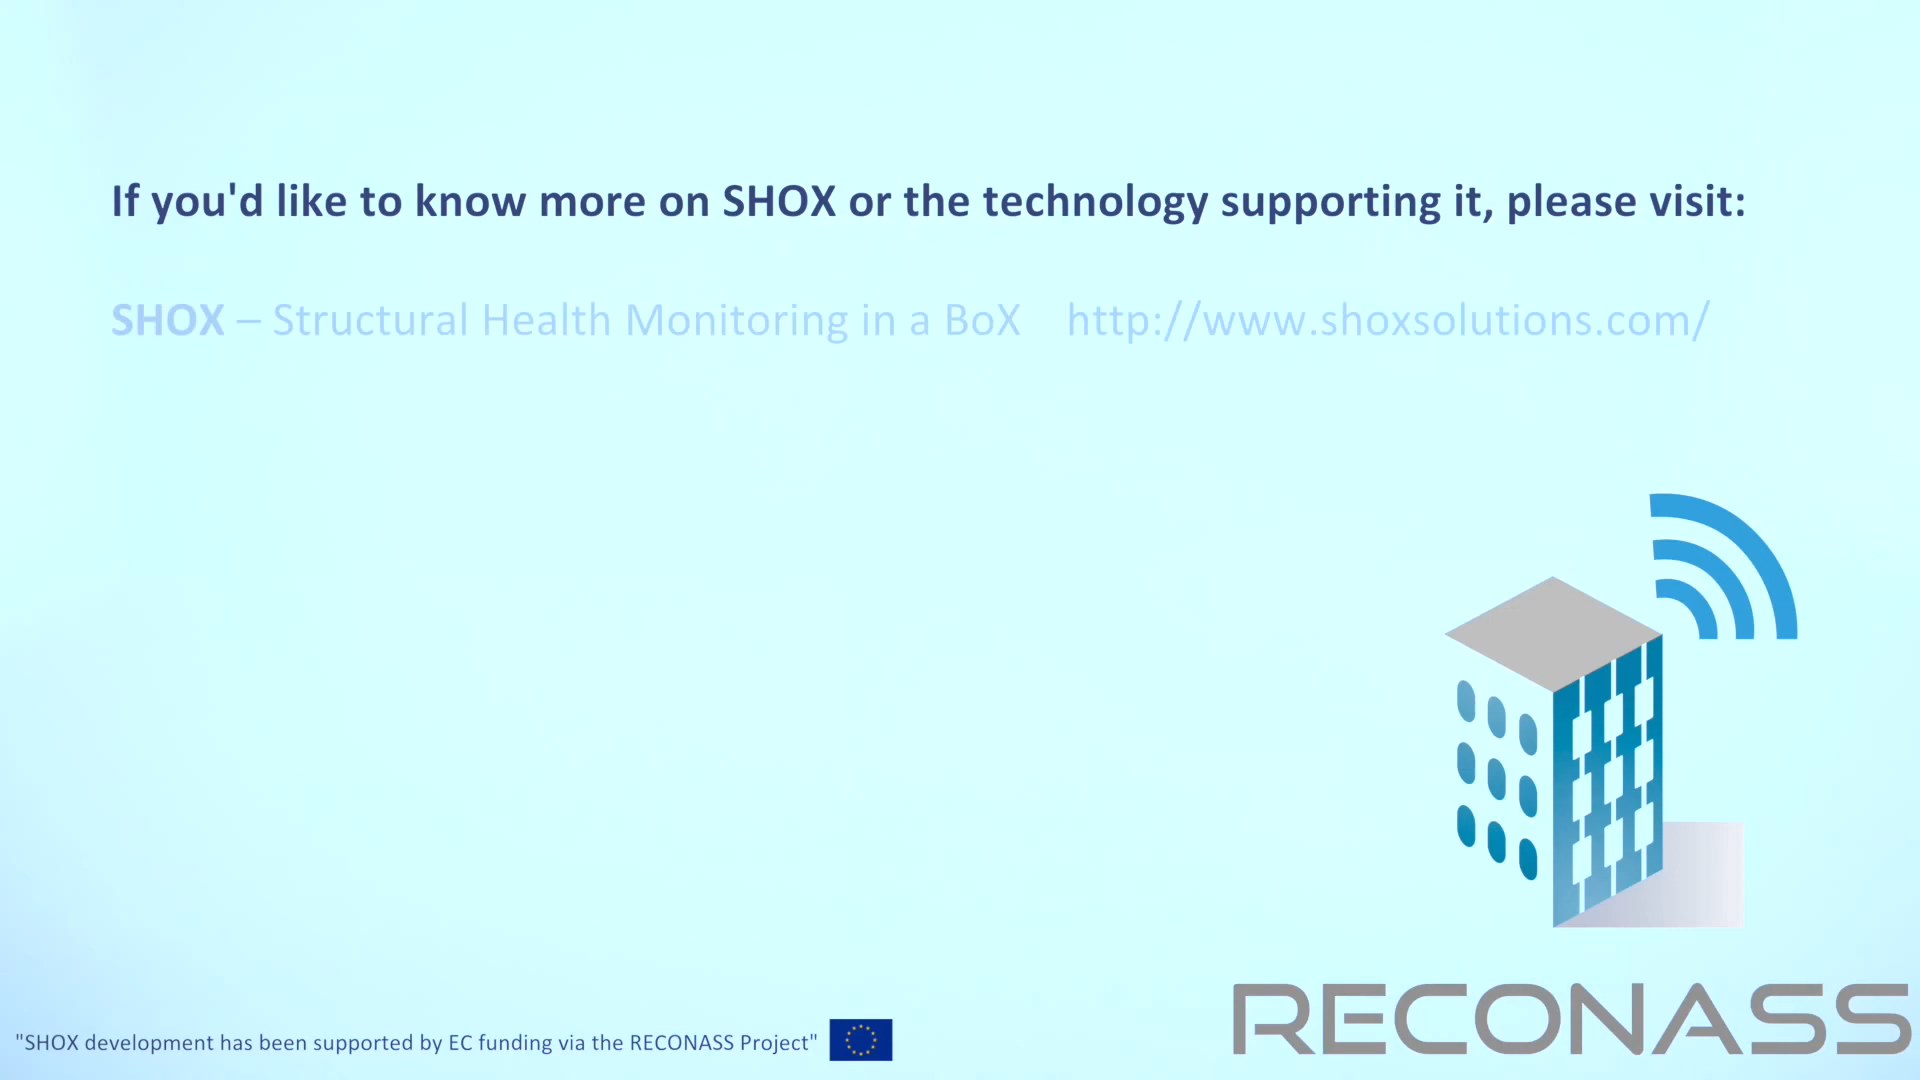 If you'd like to know more on SHOX or the technology supporting it, please visit:
SHOX – Structural Health Monitoring in a BoX http://www.shoxsolutions.com/
"SHOX development has been supported by EC funding via the RECONASS Project"
RECONASS